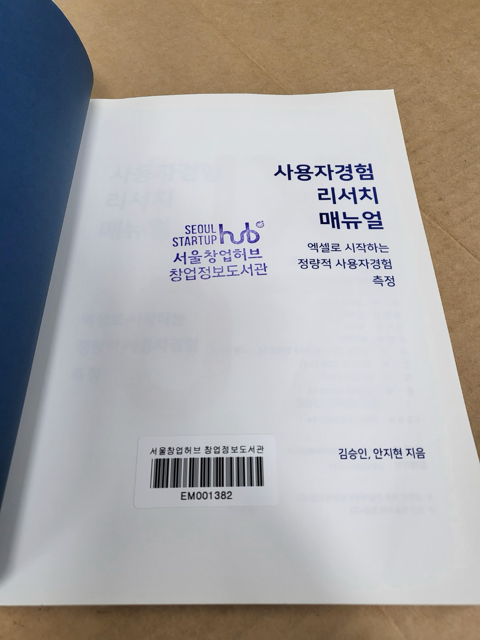 사용자경험
리서치
매뉴얼
엑셀로 시작하는
정량적 사용자경험
측정
SEOUL
STARTUP hub
서울창업허브
창업정보도서관
김승인, 안지현 지음
서울창업허브 창업정보도서관
EM001382